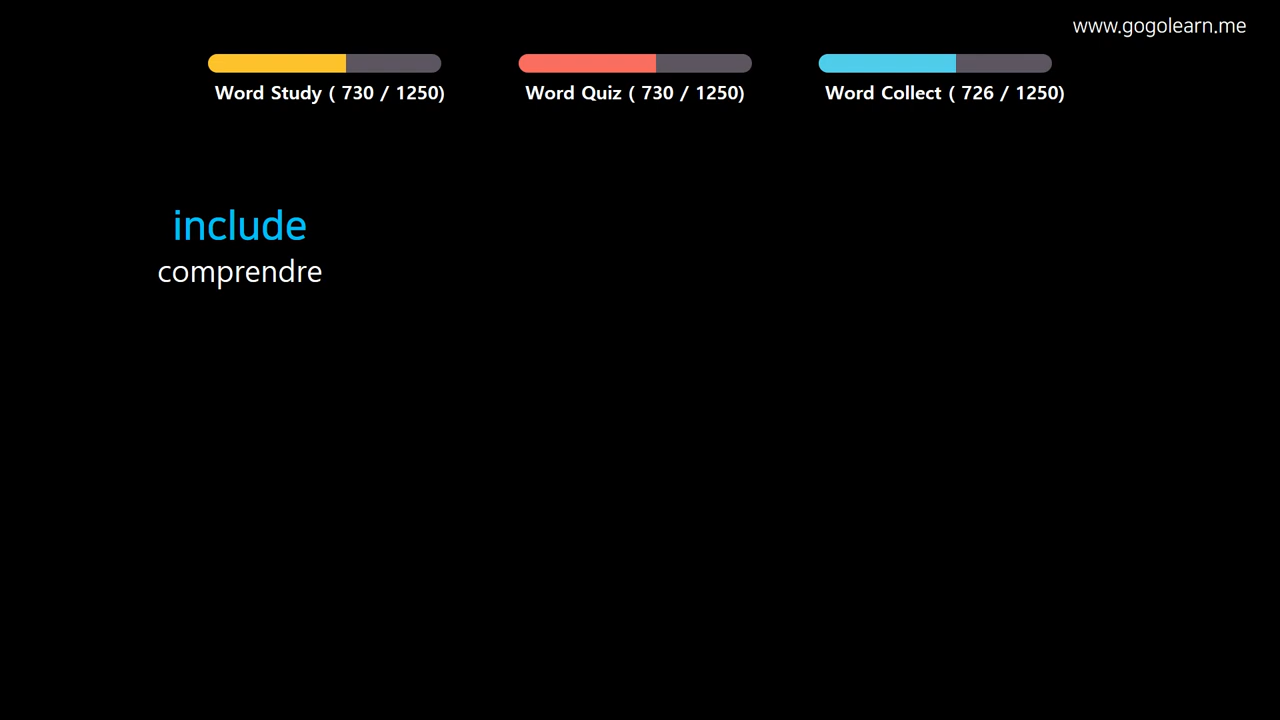 www.gogolearn.me
Word Study ( 730 / 1250)
Word Quiz ( 730 / 1250)
Word Collect ( 726 / 1250)
include
comprendre